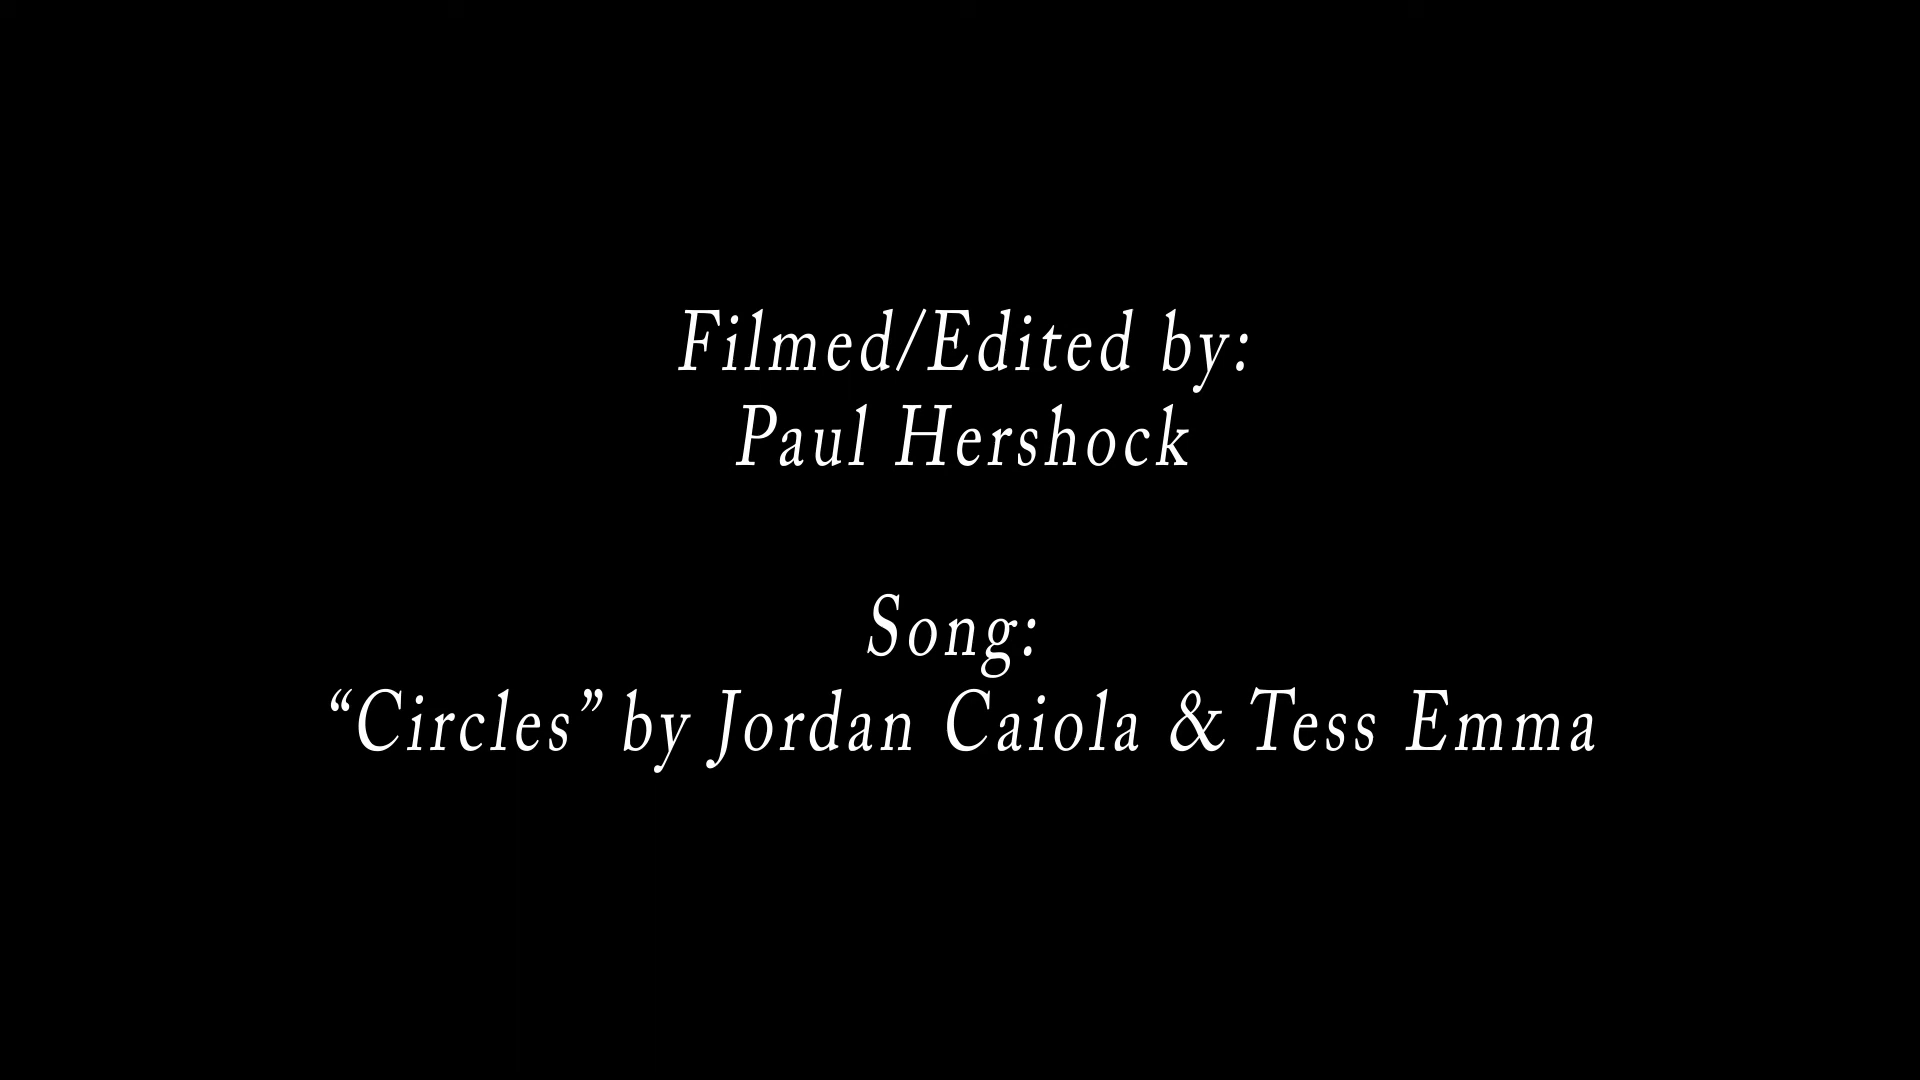 Filmed/Edited by:
Paul Hershock
Song:
“Circles” by Jordan Caiola & Tess Emma